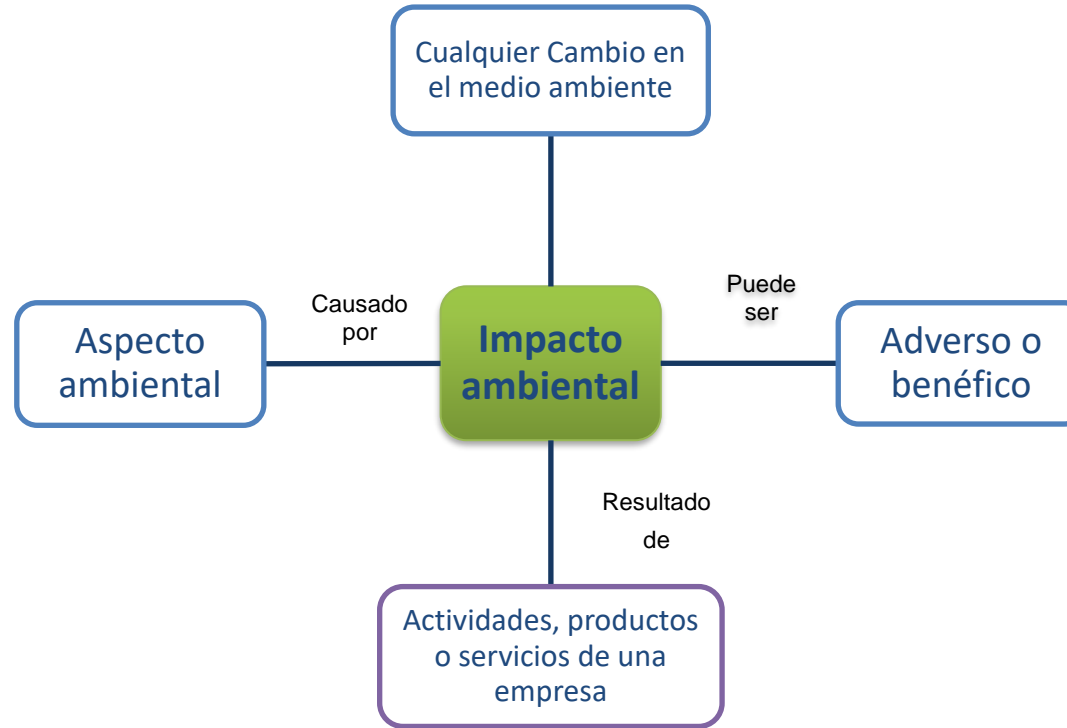 Cualquier Cambio en
el medio ambiente
Causado
por
Puede
ser
Aspecto
ambiental
Impacto
ambiental
Adverso o
benéfico
Resultado
de
Actividades, productos
o servicios de una
empresa